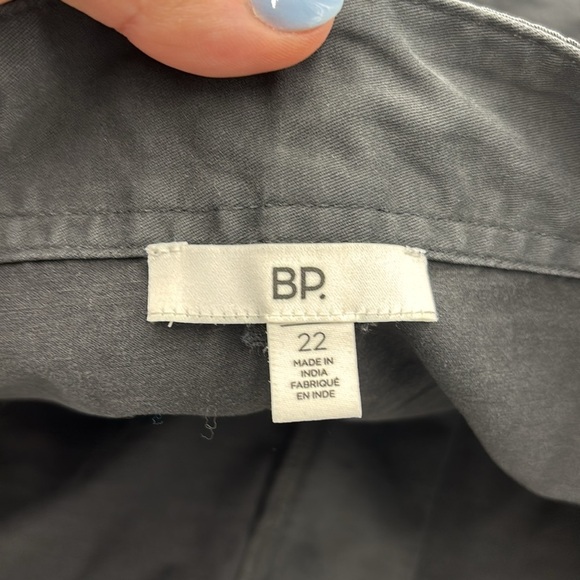 BP.
22
MADE IN
INDIA
FABRIQUÉ
EN INDE